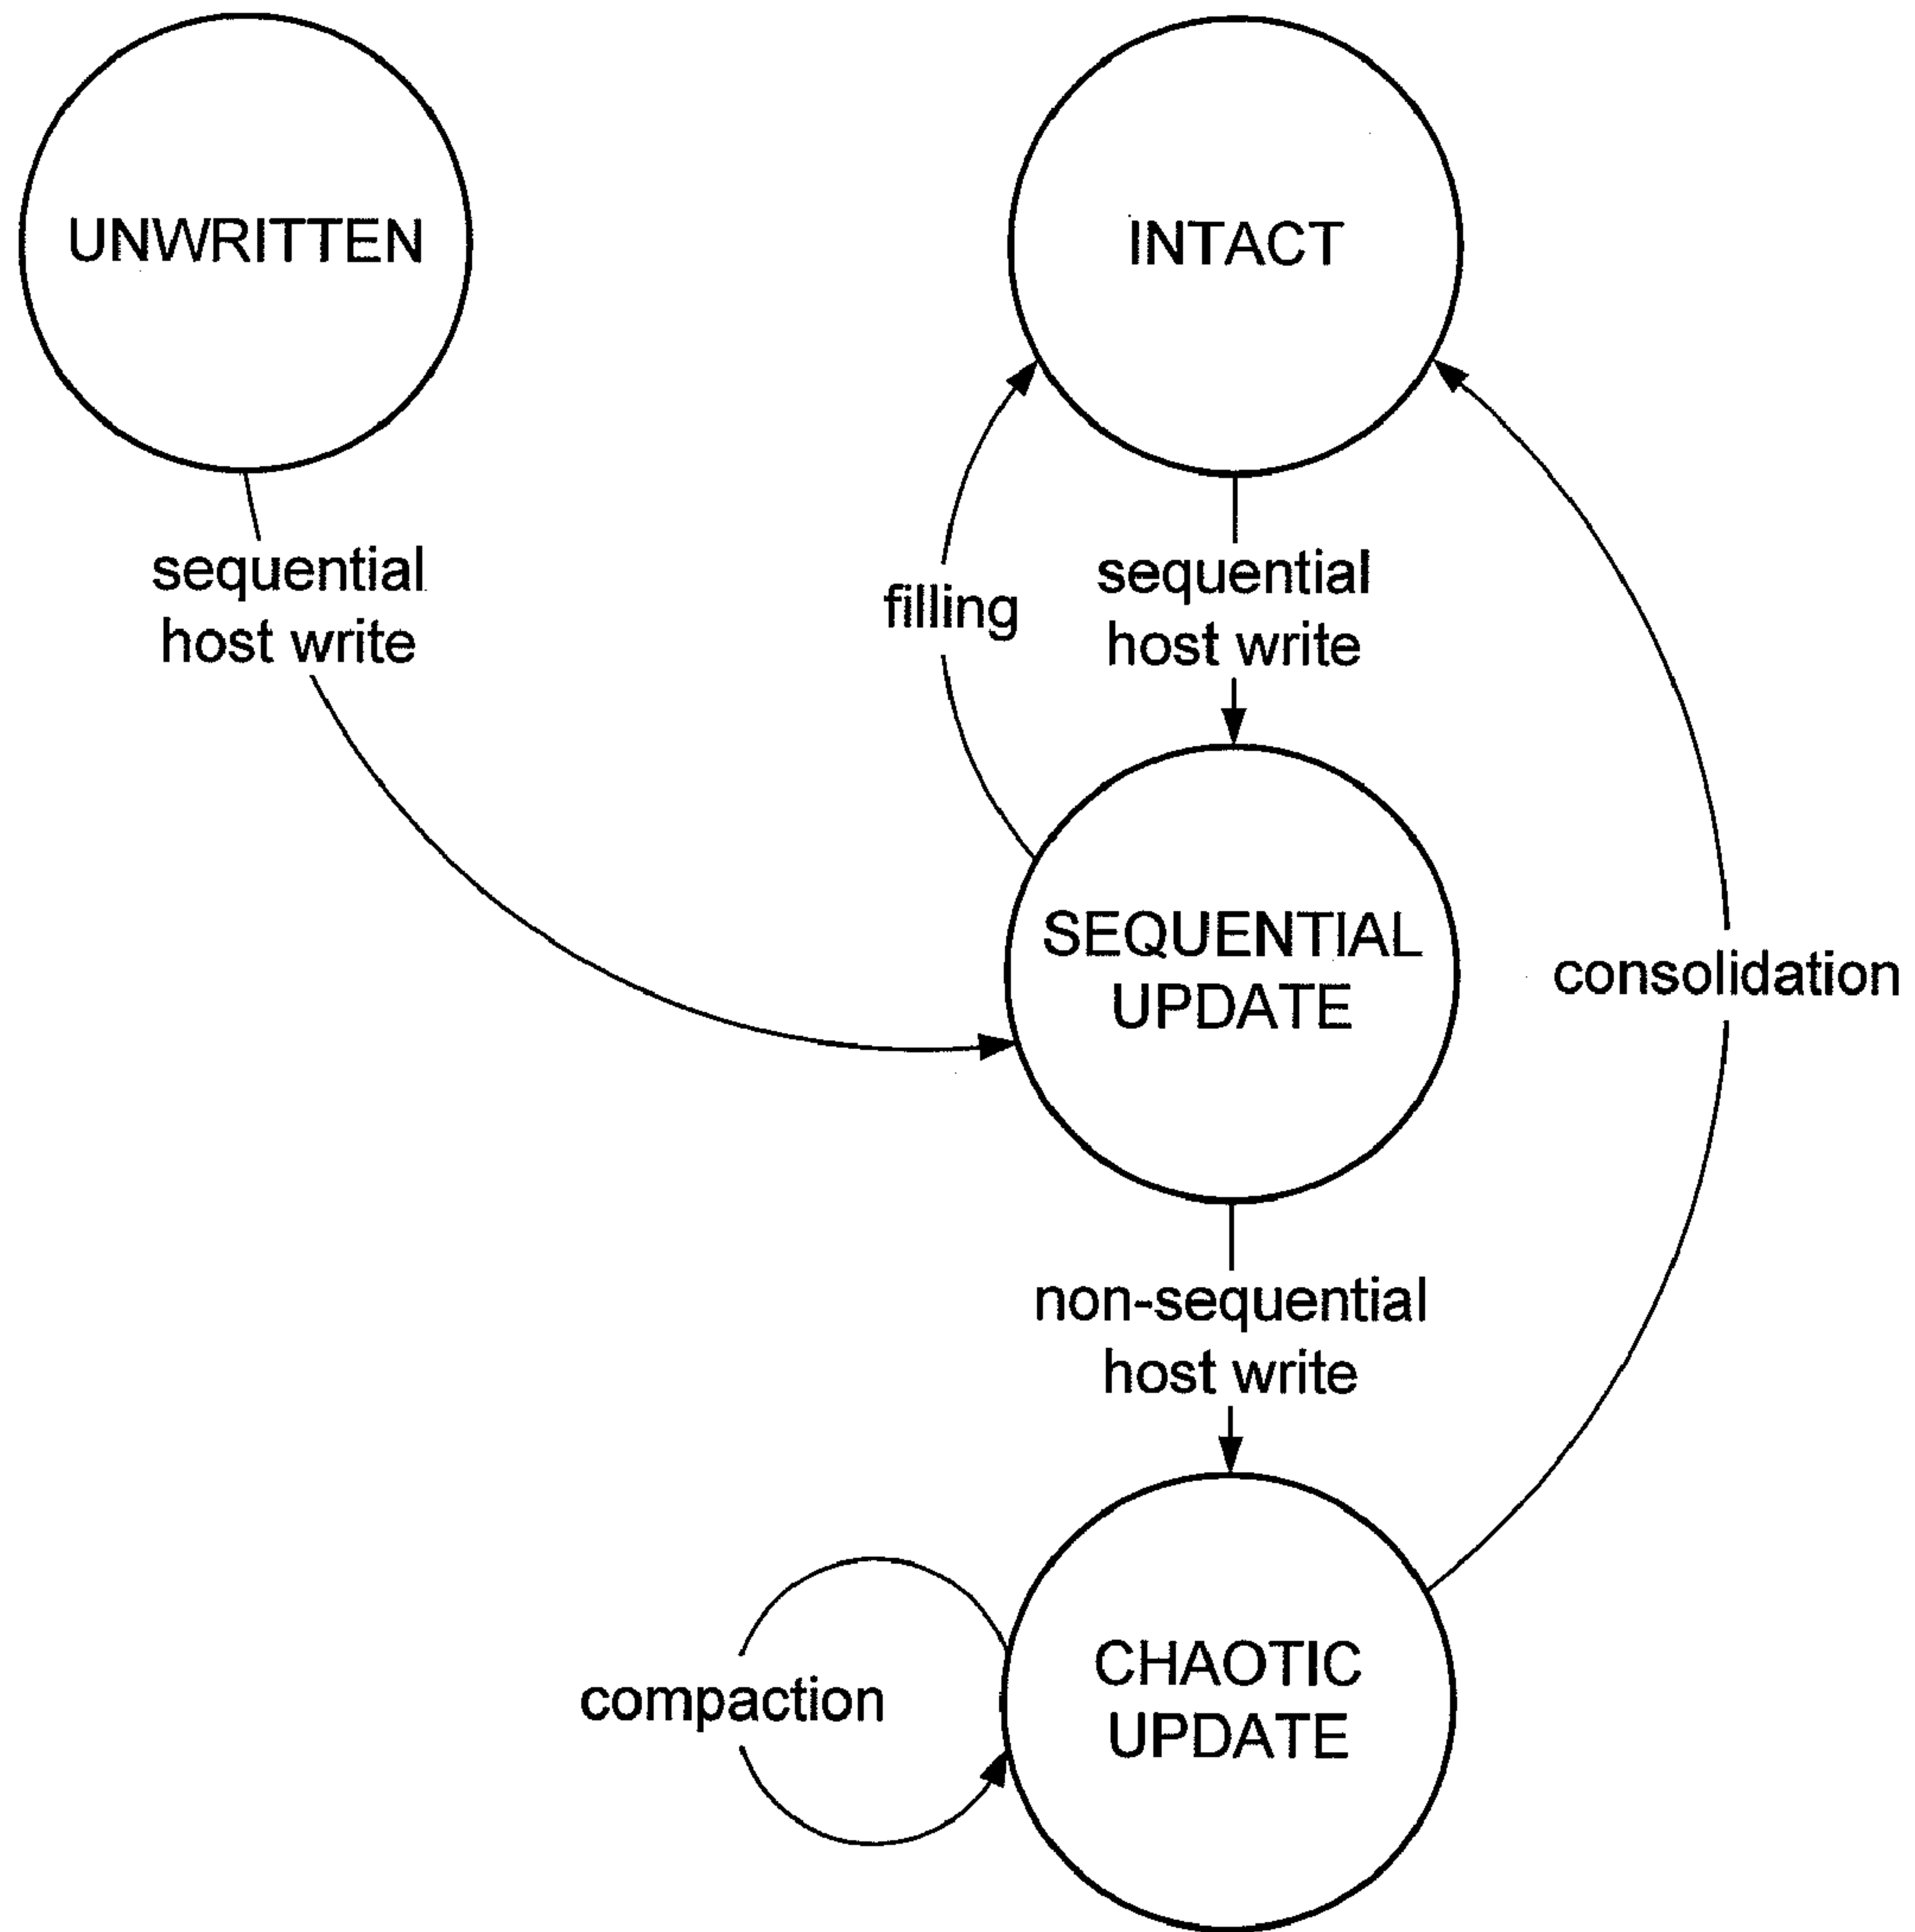 UNWRITTEN
INTACT
sequential
host write
filling
sequential
host write
SEQUENTIAL
UPDATE
consolidation
non-sequential
host write
CHAOTIC
UPDATE
compaction